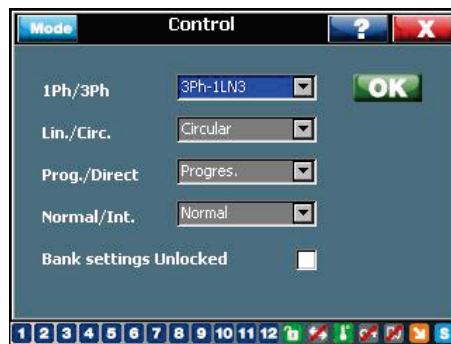 Mode Control ? X
1Ph/3Ph 3Ph-1LN3 OK
Lin./Circ. Circular
Prog./Direct Progres.
Normal/Int. Normal
Bank settings Unlocked
1 2 3 4 5 6 7 8 9 10 11 12 S